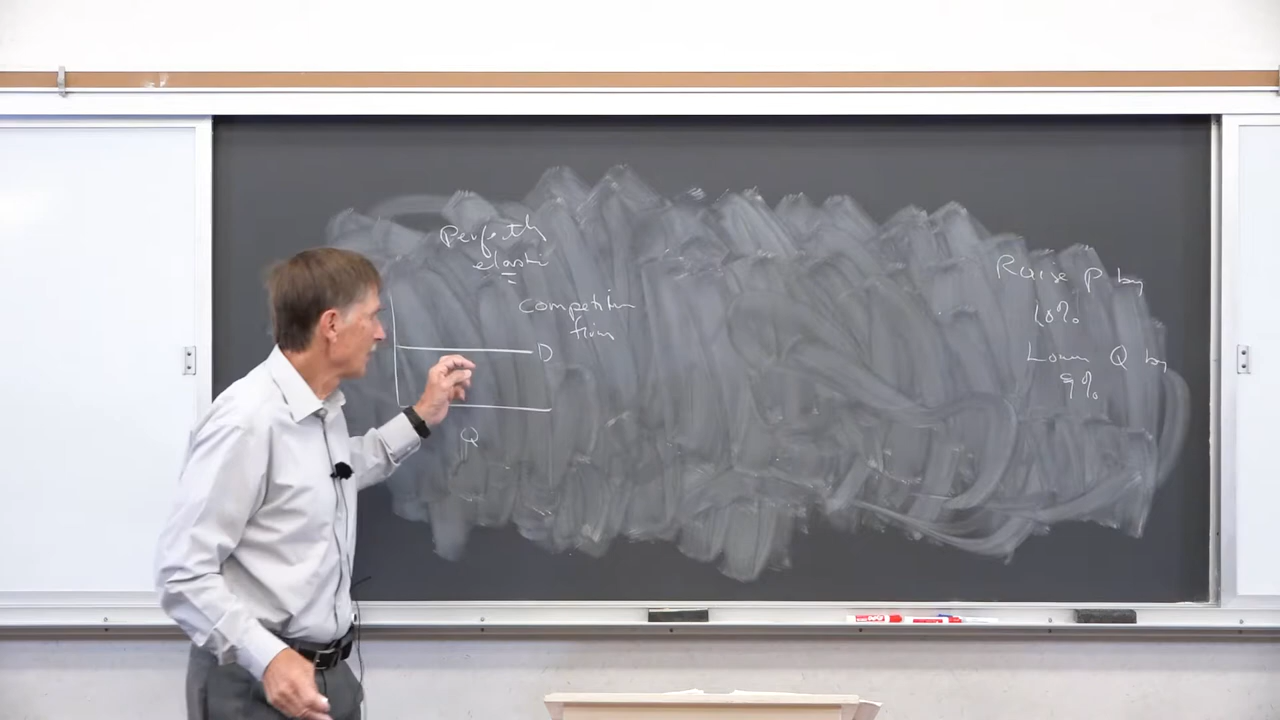 Perfectly
elastic
competitive
firm
D
Q
Raise P by
10%
Lower Q by
9%